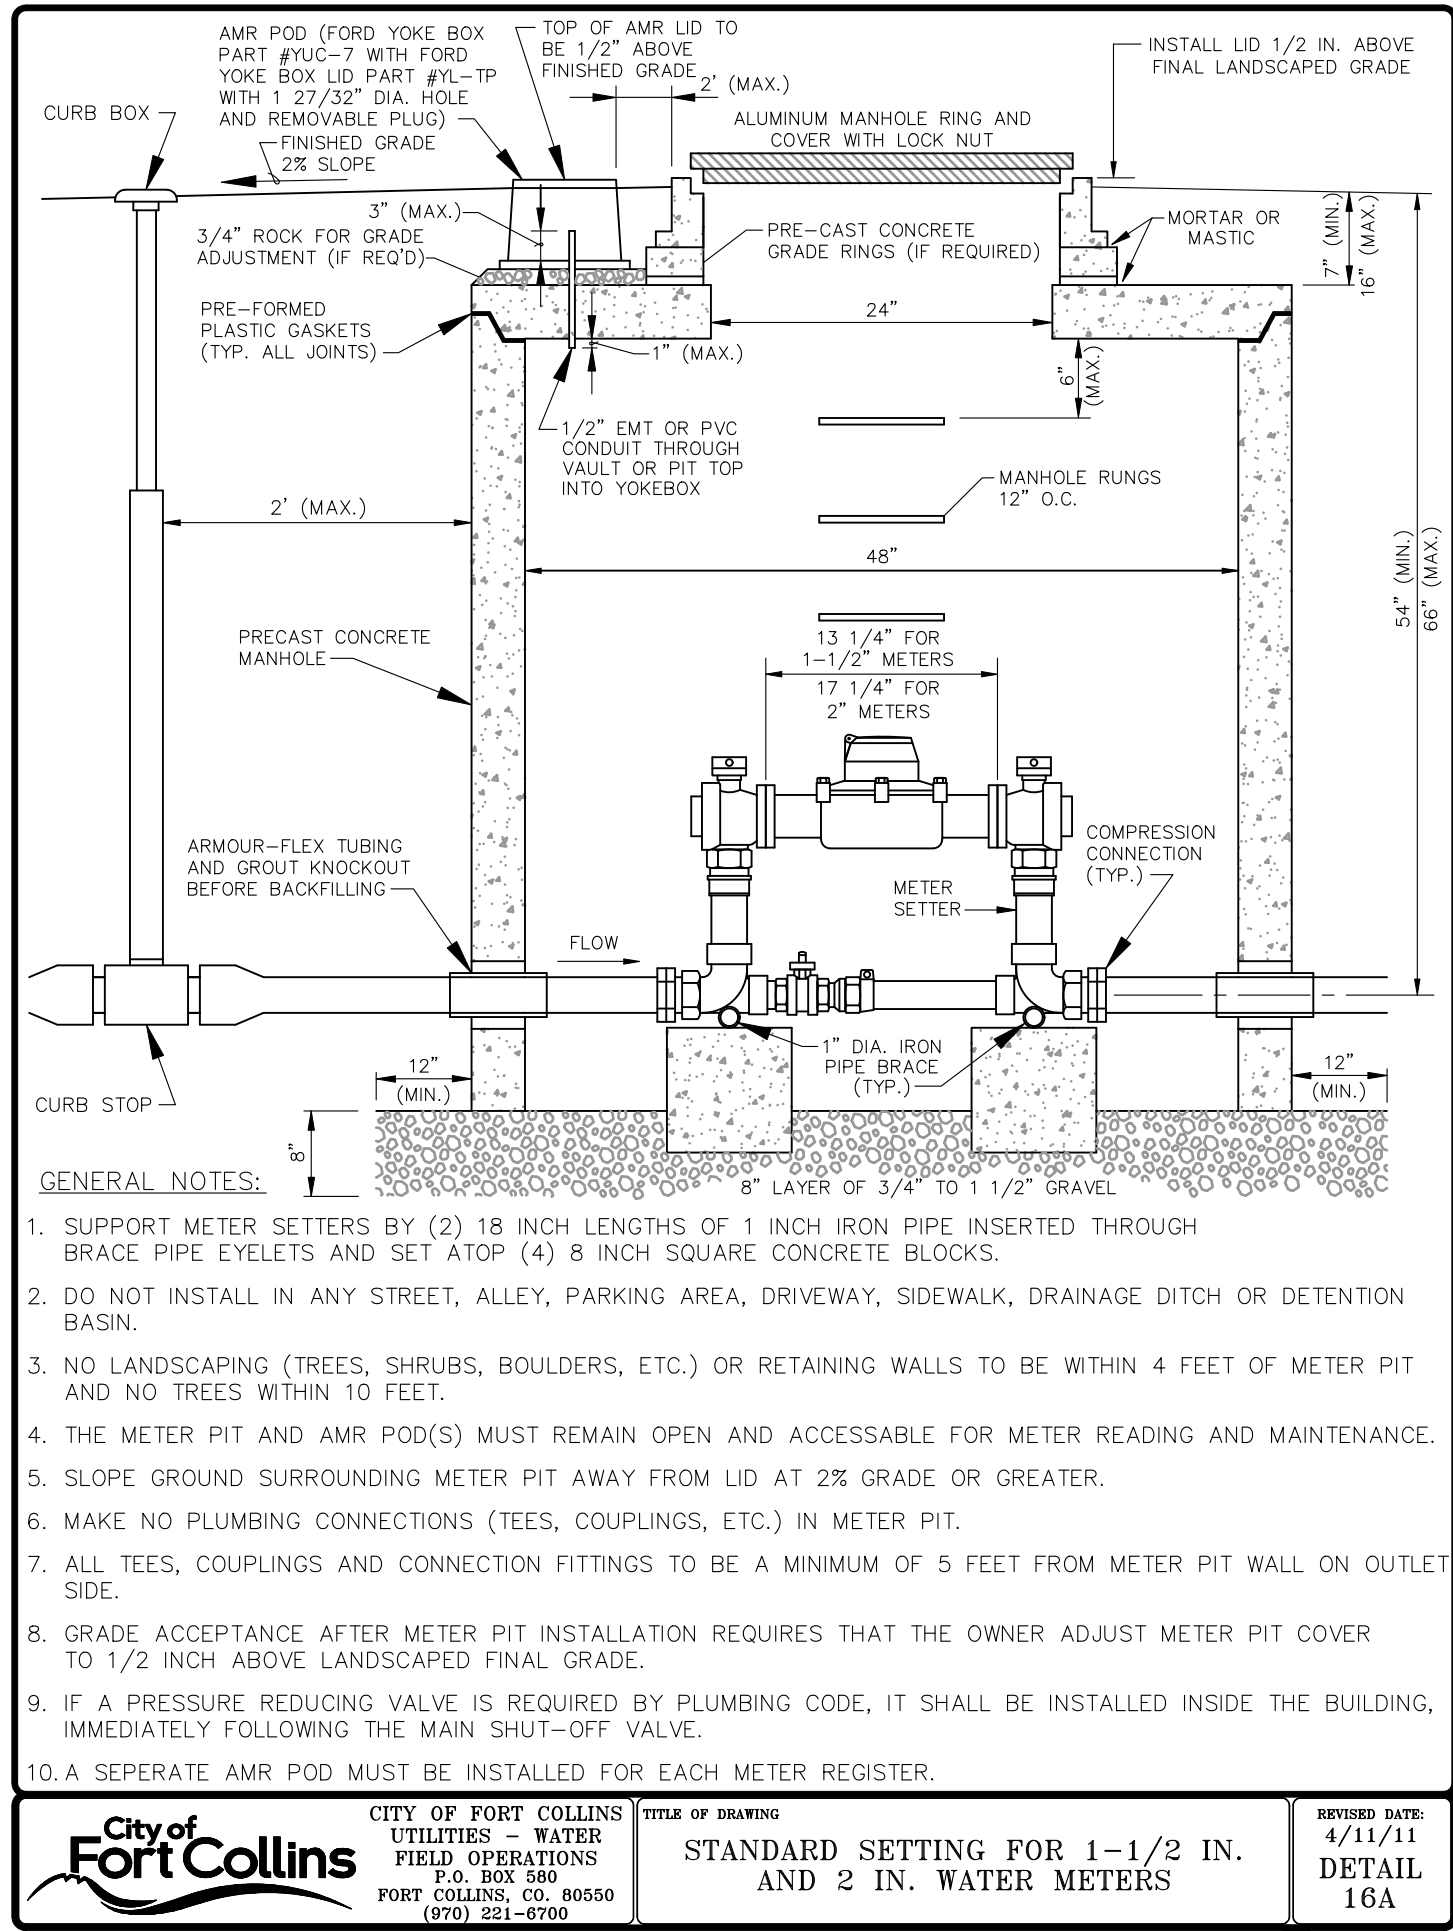 AMR POD (FORD YOKE BOX
PART #YUC-7 WITH FORD
YOKE BOX LID PART #YL-TP
WITH 1 27/32" DIA. HOLE
AND REMOVABLE PLUG)
TOP OF AMR LID TO
BE 1/2" ABOVE
FINISHED GRADE
2' (MAX.)
INSTALL LID 1/2 IN. ABOVE
FINAL LANDSCAPED GRADE
CURB BOX
FINISHED GRADE
2% SLOPE
ALUMINUM MANHOLE RING AND
COVER WITH LOCK NUT
3" (MAX.)
3/4" ROCK FOR GRADE
ADJUSTMENT (IF REQ'D)
PRE-CAST CONCRETE
GRADE RINGS (IF REQUIRED)
MORTAR OR
MASTIC
7" (MIN.)
16" (MAX.)
PRE-FORMED
PLASTIC GASKETS
(TYP. ALL JOINTS)
24"
1" (MAX.)
6"
(MAX.)
1/2" EMT OR PVC
CONDUIT THROUGH
VAULT OR PIT TOP
INTO YOKEBOX
MANHOLE RUNGS
12" O.C.
2' (MAX.)
48"
54" (MIN.)
66" (MAX.)
PRECAST CONCRETE
MANHOLE
13 1/4" FOR
1-1/2" METERS
17 1/4" FOR
2" METERS
ARMOUR-FLEX TUBING
AND GROUT KNOCKOUT
BEFORE BACKFILLING
COMPRESSION
CONNECTION
(TYP.)
METER
SETTER
FLOW
1" DIA. IRON
PIPE BRACE
(TYP.)
12"
(MIN.)
12"
(MIN.)
CURB STOP
8"
8" LAYER OF 3/4" TO 1 1/2" GRAVEL
GENERAL NOTES:
1. SUPPORT METER SETTERS BY (2) 18 INCH LENGTHS OF 1 INCH IRON PIPE INSERTED THROUGH
BRACE PIPE EYELETS AND SET ATOP (4) 8 INCH SQUARE CONCRETE BLOCKS.
2. DO NOT INSTALL IN ANY STREET, ALLEY, PARKING AREA, DRIVEWAY, SIDEWALK, DRAINAGE DITCH OR DETENTION
BASIN.
3. NO LANDSCAPING (TREES, SHRUBS, BOULDERS, ETC.) OR RETAINING WALLS TO BE WITHIN 4 FEET OF METER PIT
AND NO TREES WITHIN 10 FEET.
4. THE METER PIT AND AMR POD(S) MUST REMAIN OPEN AND ACCESSABLE FOR METER READING AND MAINTENANCE.
5. SLOPE GROUND SURROUNDING METER PIT AWAY FROM LID AT 2% GRADE OR GREATER.
6. MAKE NO PLUMBING CONNECTIONS (TEES, COUPLINGS, ETC.) IN METER PIT.
7. ALL TEES, COUPLINGS AND CONNECTION FITTINGS TO BE A MINIMUM OF 5 FEET FROM METER PIT WALL ON OUTLET
SIDE.
8. GRADE ACCEPTANCE AFTER METER PIT INSTALLATION REQUIRES THAT THE OWNER ADJUST METER PIT COVER
TO 1/2 INCH ABOVE LANDSCAPED FINAL GRADE.
9. IF A PRESSURE REDUCING VALVE IS REQUIRED BY PLUMBING CODE, IT SHALL BE INSTALLED INSIDE THE BUILDING,
IMMEDIATELY FOLLOWING THE MAIN SHUT-OFF VALVE.
10. A SEPERATE AMR POD MUST BE INSTALLED FOR EACH METER REGISTER.
City of
Fort Collins
CITY OF FORT COLLINS
UTILITIES - WATER
FIELD OPERATIONS
P.O. BOX 580
FORT COLLINS, CO. 80550
(970) 221-6700
TITLE OF DRAWING
STANDARD SETTING FOR 1-1/2 IN.
AND 2 IN. WATER METERS
REVISED DATE:
4/11/11
DETAIL
16A